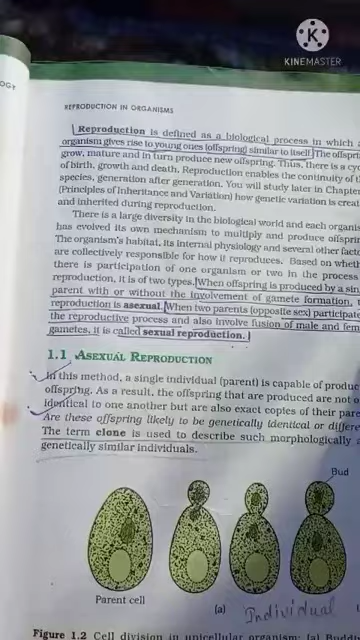 KINEMASTER
OGY
REPRODUCTION IN ORGANISMS
Reproduction is defined as a biological process in which a
organism gives rise to young ones (offspring) similar to itself. The offspri
grow, mature and in turn produce new offspring. Thus, there is a cy
of birth, growth and death. Reproduction enables the continuity of t
species, generation after generation. You will study later in Chapter
(Principles of Inheritance and Variation) how genetic variation is creat
and inherited during reproduction.
There is a large diversity in the biological world and each organis
has evolved its own mechanism to multiply and produce offsprin
The organism's habitat, its internal physiology and several other facto
are collectively responsible for how it reproduces. Based on wheth
there is participation of one organism or two in the process
reproduction, it is of two types. When offspring is produced by a sin
parent with or without the involvement of gamete formation,
reproduction is asexual. When two parents (opposite sex) participate
the reproductive process and also involve fusion of male and fem
gametes, it is called sexual reproduction.
1.1 ASEXUAL REPRODUCTION
In this method, a single individual (parent) is capable of produc
offspring. As a result, the offspring that are produced are not o
identical to one another but are also exact copies of their pare
Are these offspring likely to be genetically identical or differe
The term clone is used to describe such morphologically a
genetically similar individuals.
Bud
Parent cell
(a) Individual
Figure 1.2 Cell division in unicellular organism: (a) Buddi